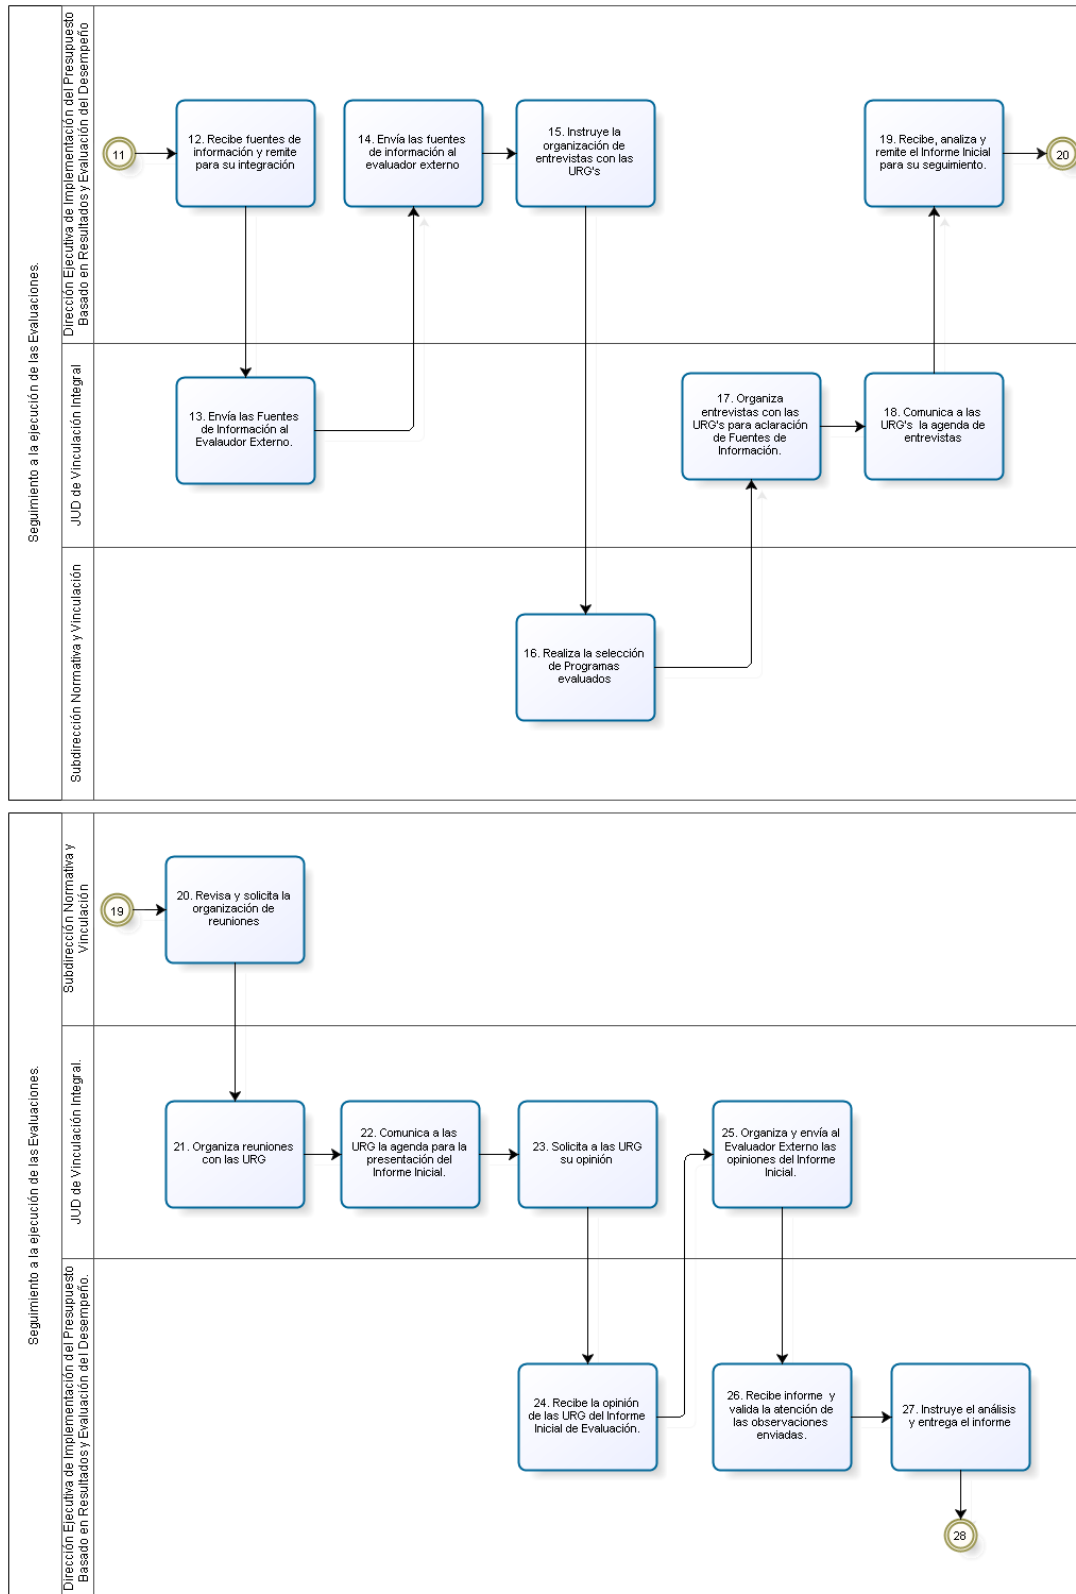 Seguimiento a la ejecución de las Evaluaciones.
Dirección Ejecutiva de Implementación del Presupuesto
Basado en Resultados y Evaluación del Desempeño
11
12. Recibe fuentes de
información y remite
para su integración
14. Envía las fuentes
de información al
evaluador externo
15. Instruye la
organización de
entrevistas con las
URG's
19. Recibe, analiza y
remite el Informe Inicial
para su seguimiento.
20
JUD de Vinculación Integral
13. Envía las Fuentes
de Información al
Evalaudor Externo.
17. Organiza
entrevistas con las
URG's para aclaración
de Fuentes de
Información.
18. Comunica a las
URG's la agenda de
entrevistas
Subdirección Normativa y Vinculación
16. Realiza la selección
de Programas
evaluados
Seguimiento a la ejecución de las Evaluaciones.
Subdirección Normativa y
Vinculación
19
20. Revisa y solicita la
organización de
reuniones
JUD de Vinculación Integral.
21. Organiza reuniones
con las URG
22. Comunica a las
URG la agenda para la
presentación del
Informe Inicial.
23. Solicita a las URG
su opinión
25. Organiza y envía al
Evaluador Externo las
opiniones del Informe
Inicial.
Dirección Ejecutiva de Implementación del Presupuesto
Basado en Resultados y Evaluación del Desempeño.
24. Recibe la opinión
de las URG del Informe
Inicial de Evaluación.
26. Recibe informe y
valida la atención de
las observaciones
enviadas.
27. Instruye el análisis
y entrega el informe
28